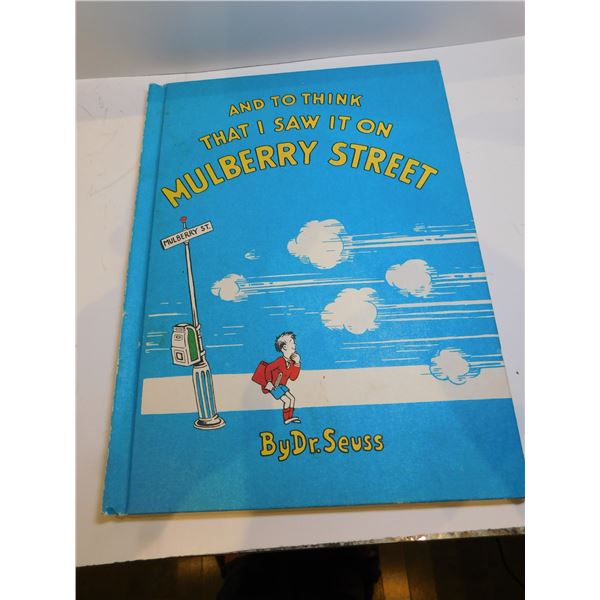 AND TO THINK
THAT I SAW IT ON
MULBERRY STREET
MULBERRY ST.
By Dr. Seuss